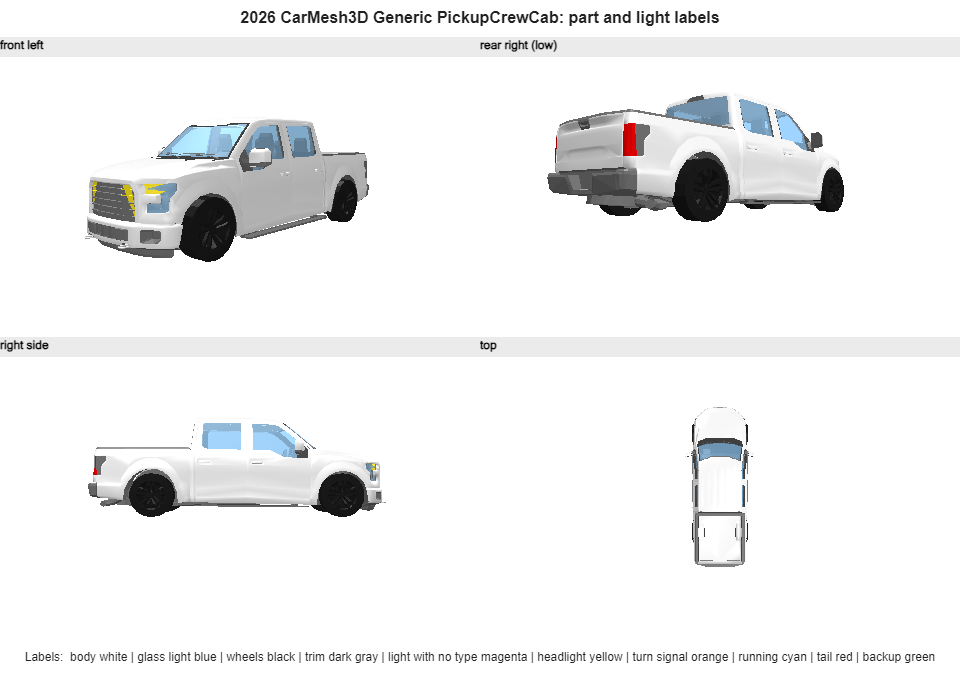 2026 CarMesh3D Generic PickupCrewCab: part and light labels
front left
rear right (low)
right side
top
Labels:  body white | glass light blue | wheels black | trim dark gray | light with no type magenta | headlight yellow | turn signal orange | running cyan | tail red | backup green